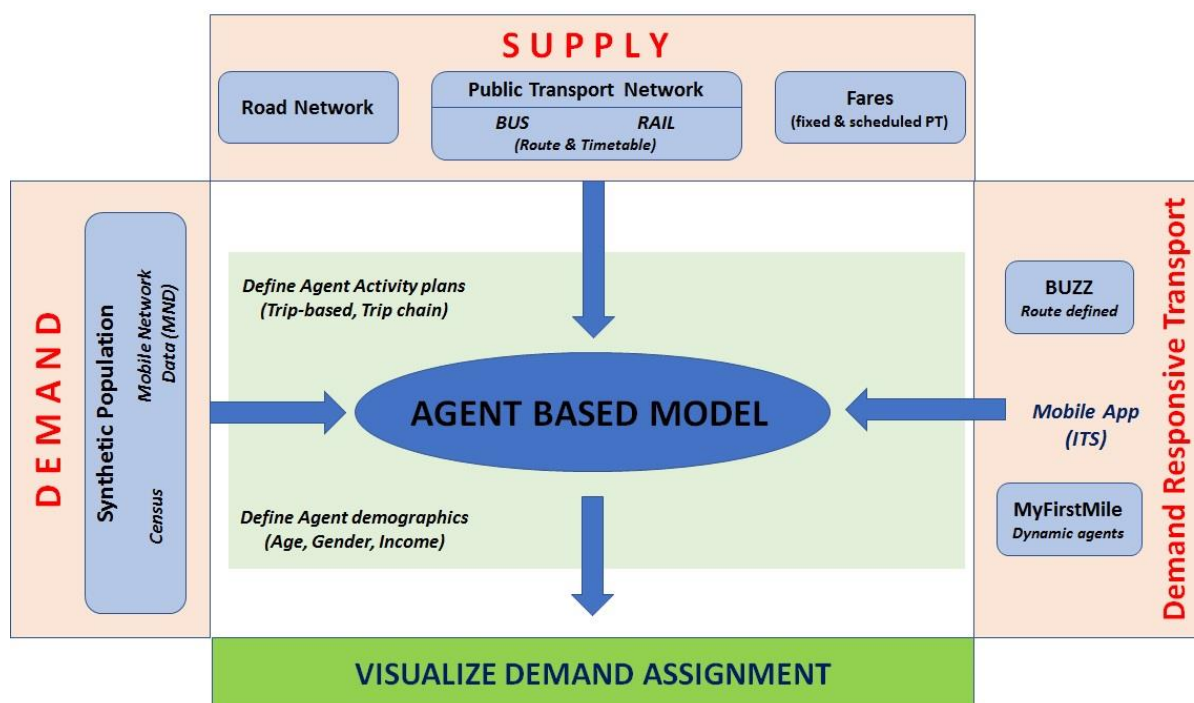 SUPPLY
Road Network
Public Transport Network
BUS RAIL
(Route & Timetable)
Fares
(fixed & scheduled PT)
DEMAND
Synthetic Population
Mobile Network
Data (MND)
Census
Define Agent Activity plans
(Trip-based, Trip chain)
AGENT BASED MODEL
Define Agent demographics
(Age, Gender, Income)
BUZZ
Route defined
Mobile App
(ITS)
MyFirstMile
Dynamic agents
Demand Responsive Transport
VISUALIZE DEMAND ASSIGNMENT